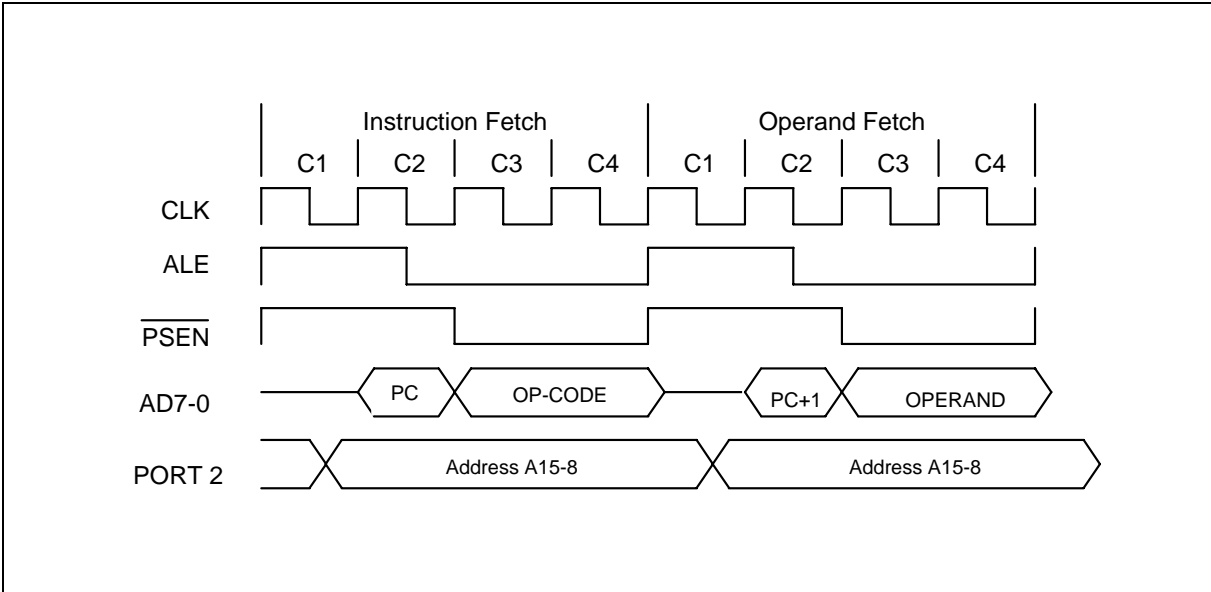 Instruction Fetch Operand Fetch
C1 C2 C3 C4 C1 C2 C3 C4
CLK
ALE
PSEN
AD7-0 PC OP-CODE PC+1 OPERAND
PORT 2 Address A15-8 Address A15-8